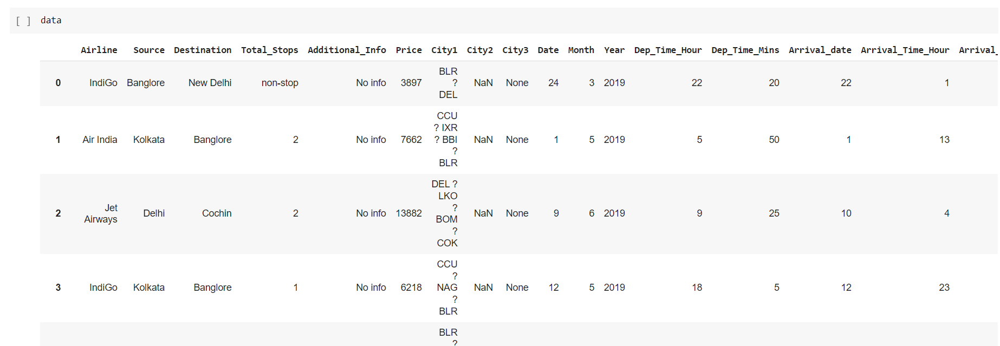 [ ] data
Airline Source Destination Total_Stops Additional_Info Price City1 City2 City3 Date Month Year Dep_Time_Hour Dep_Time_Mins Arrival_date Arrival_Time_Hour Arrival_
0 IndiGo Banglore New Delhi non-stop No info 3897 BLR ? DEL NaN None 24 3 2019 22 20 22 1
1 Air India Kolkata Banglore 2 No info 7662 CCU ? IXR ? BBI ? BLR NaN None 1 5 2019 5 50 1 13
2 Jet Airways Delhi Cochin 2 No info 13882 DEL ? LKO ? BOM ? COK NaN None 9 6 2019 9 25 10 4
3 IndiGo Kolkata Banglore 1 No info 6218 CCU ? NAG ? BLR NaN None 12 5 2019 18 5 12 23
BLR
?